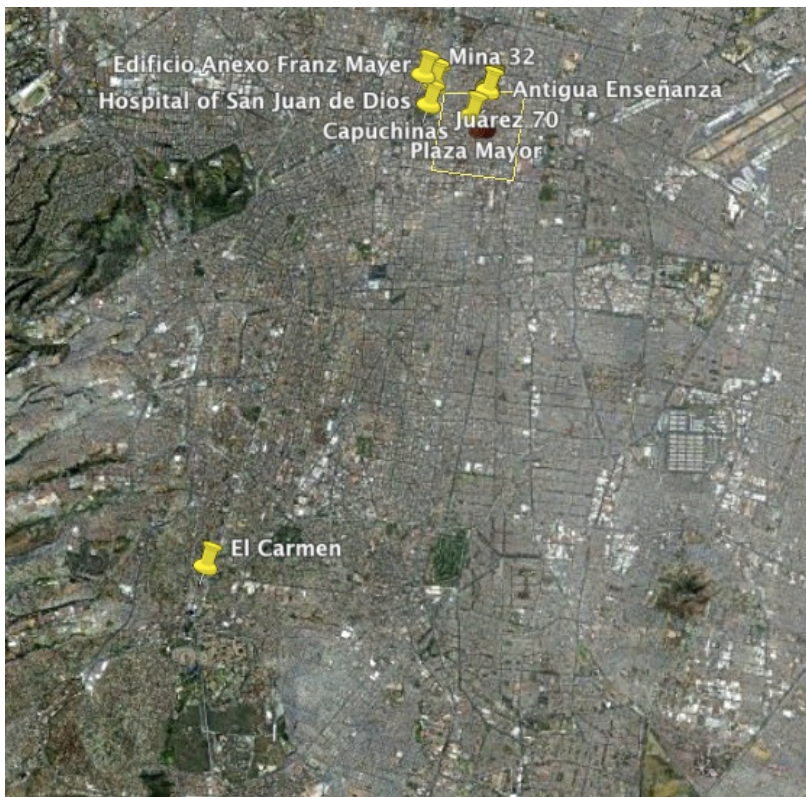 Mina 32
Edificio Anexo Franz Mayer
Antigua Enseñanza
Hospital of San Juan de Dios
Juárez 70
Capuchinas
Plaza Mayor
El Carmen